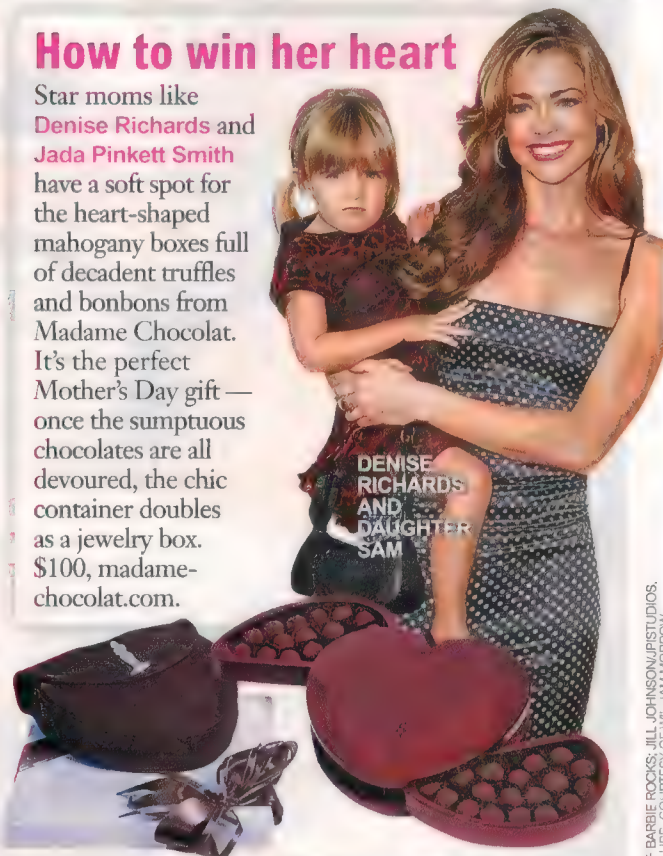 How to win her heart
Star moms like
Denise Richards and
Jada Pinkett Smith
have a soft spot for
the heart-shaped
mahogany boxes full
of decadent truffles
and bonbons from
Madame Chocolat.
It's the perfect
Mother's Day gift —
once the sumptuous
chocolates are all
devoured, the chic
container doubles
as a jewelry box.
$100, madame-
chocolat.com.
DENISE
RICHARDS
AND
DAUGHTER
SAM
BARBIE ROCKS; JILL JOHNSON/JPISTUDIOS.